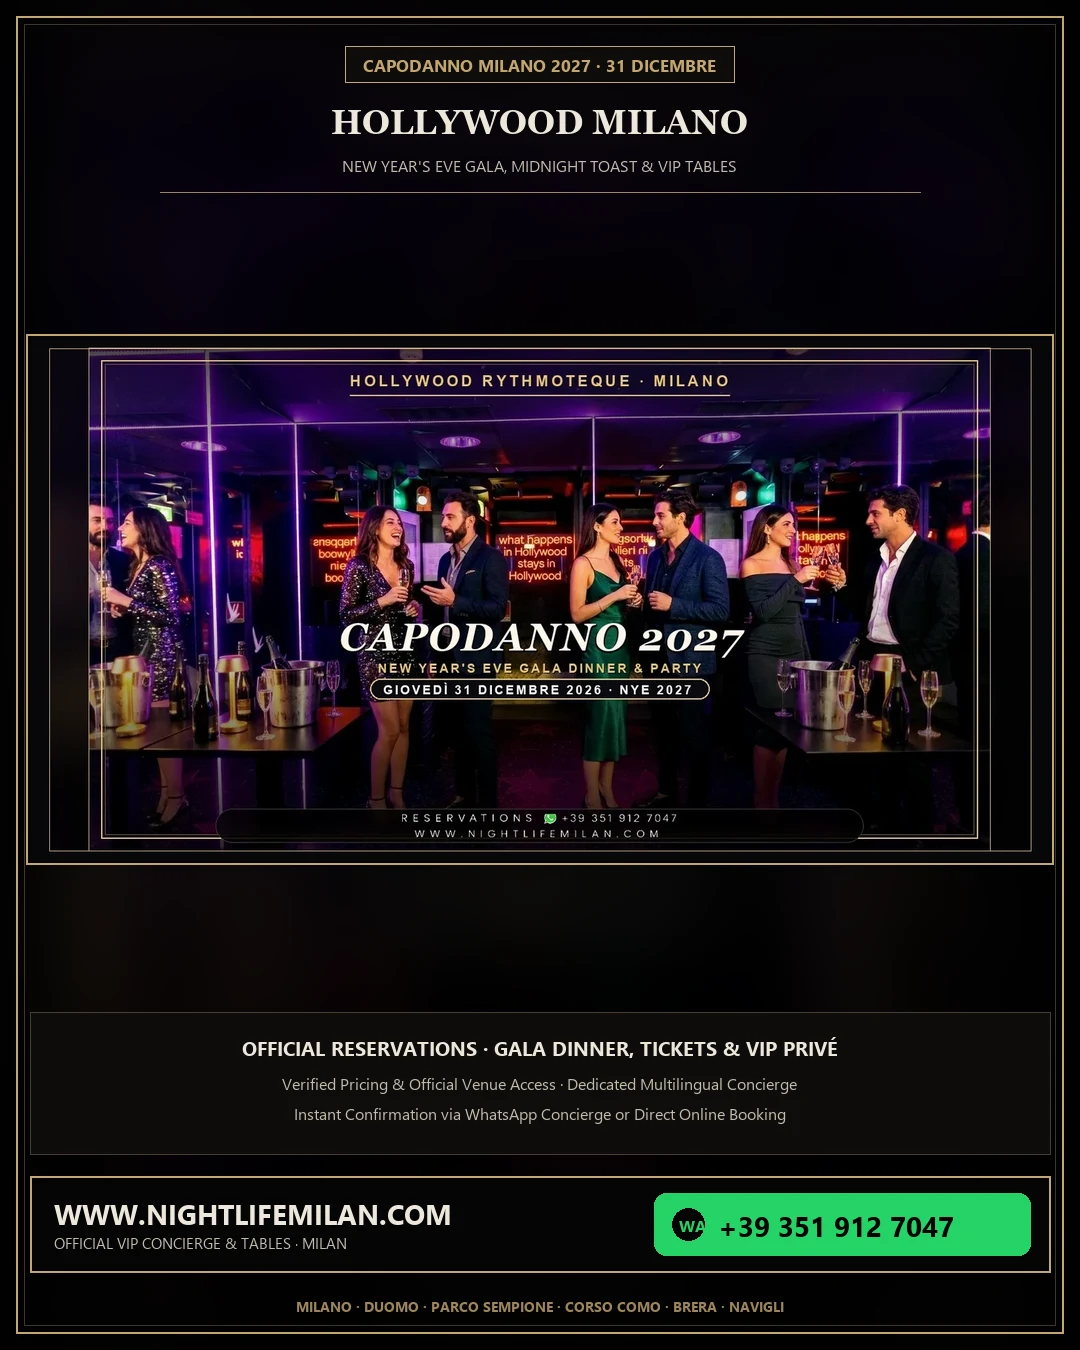 CAPODANNO MILANO 2027 · 31 DICEMBRE
HOLLYWOOD MILANO
NEW YEAR'S EVE GALA, MIDNIGHT TOAST & VIP TABLES
HOLLYWOOD RYTHMOTEQUE · MILANO
what happens
in Hollywood
stays in
Hollywood
CAPODANNO 2027
NEW YEAR'S EVE GALA DINNER & PARTY
GIOVEDÌ 31 DICEMBRE 2026 · NYE 2027
RESERVATIONS +39 351 912 7047
WWW.NIGHTLIFEMILAN.COM
OFFICIAL RESERVATIONS · GALA DINNER, TICKETS & VIP PRIVÉ
Verified Pricing & Official Venue Access · Dedicated Multilingual Concierge
Instant Confirmation via WhatsApp Concierge or Direct Online Booking
WWW.NIGHTLIFEMILAN.COM
OFFICIAL VIP CONCIERGE & TABLES · MILAN
WA +39 351 912 7047
MILANO · DUOMO · PARCO SEMPIONE · CORSO COMO · BRERA · NAVIGLI